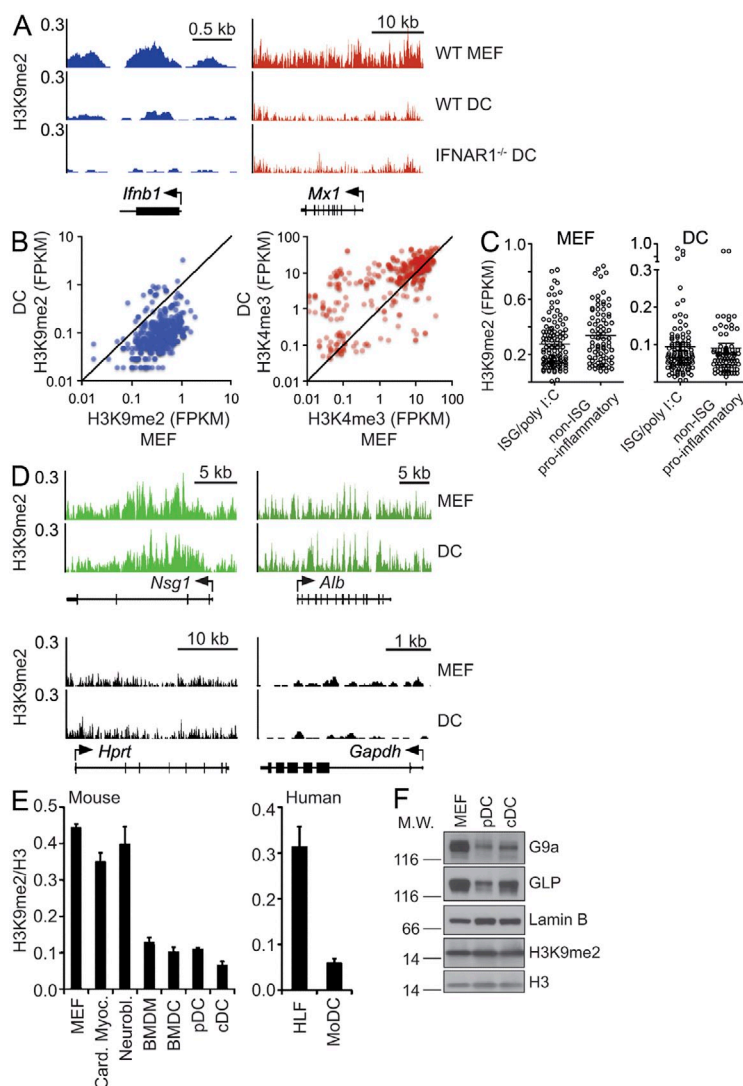 A
0.3
0.5 kb
10 kb
H3K9me2
WT MEF
0.3
WT DC
0.3
IFNAR1-/- DC
Ifnb1
Mx1
B
10
1
0.1
0.01
DC
H3K9me2 (FPKM)
0.01 0.1 1 10
H3K9me2 (FPKM)
MEF
100
10
1
0.1
0.01
DC
H3K4me3 (FPKM)
0.01 0.1 1 10 100
H3K4me3 (FPKM)
MEF
C
MEF
DC
H3K9me2 (FPKM)
1.0
0.6
0.4
0.2
1.0
0.3
0.2
0.1
ISG/poly I:C
non-ISG
pro-inflammatory
ISG/poly I:C
non-ISG
pro-inflammatory
D
0.3
5 kb
5 kb
H3K9me2
MEF
0.3
DC
Nsg1
Alb
0.3
10 kb
1 kb
H3K9me2
MEF
0.3
DC
Hprt
Gapdh
E
Mouse
Human
H3K9me2/H3
0.5
0.4
0.3
0.2
0.1
0.0
MEF
Card. Myoc.
Neurobl.
BMDM
BMDC
pDC
cDC
0.4
0.3
0.2
0.1
0.0
HLF
MoDC
F
M.W.
MEF
pDC
cDC
G9a
116
GLP
116
Lamin B
66
H3K9me2
14
H3
14